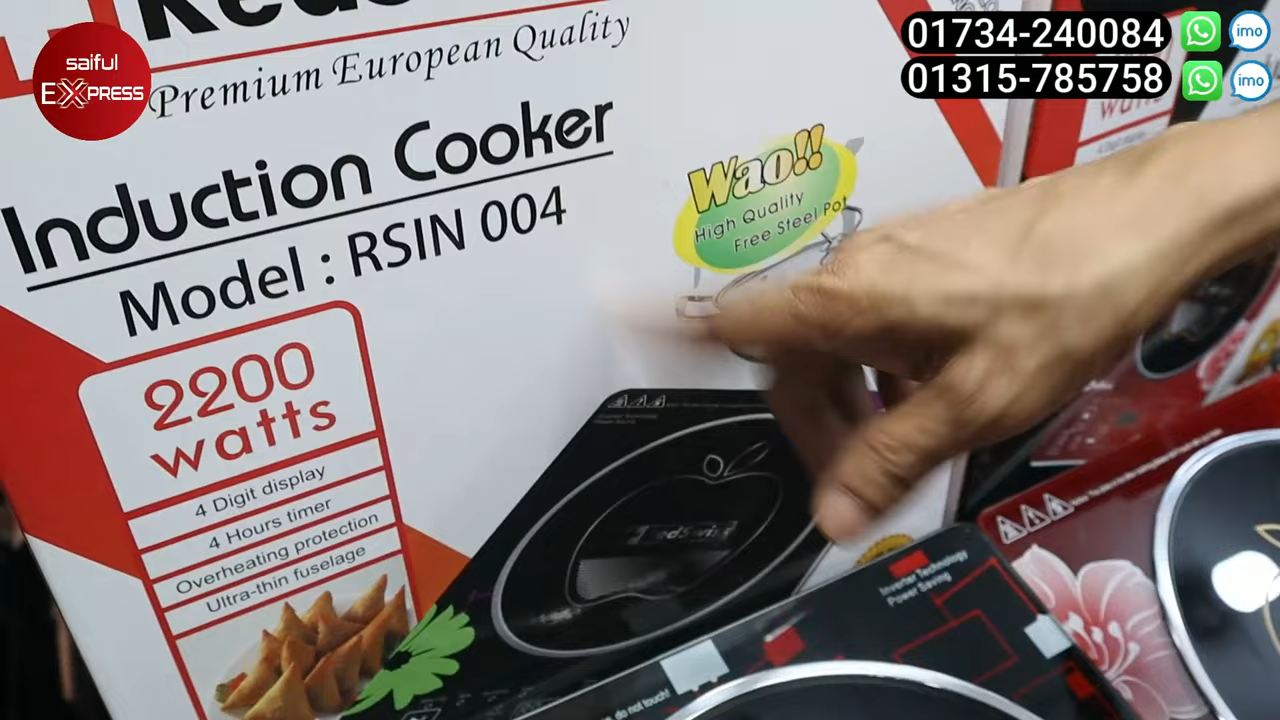 saiful
EXPRESS
01734-240084
01315-785758
Premium European Quality
Induction Cooker
Model : RSIN 004
Wao!!
High Quality
Free Steel Pot
2200
watts
4 Digit display
4 Hours timer
Overheating protection
Ultra-thin fuselage
Inverter Technology
Power Saving
do not touch!